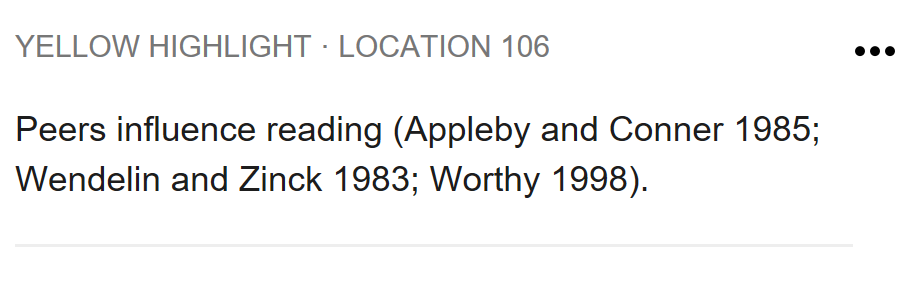 YELLOW HIGHLIGHT · LOCATION 106
Peers influence reading (Appleby and Conner 1985;
Wendelin and Zinck 1983; Worthy 1998).